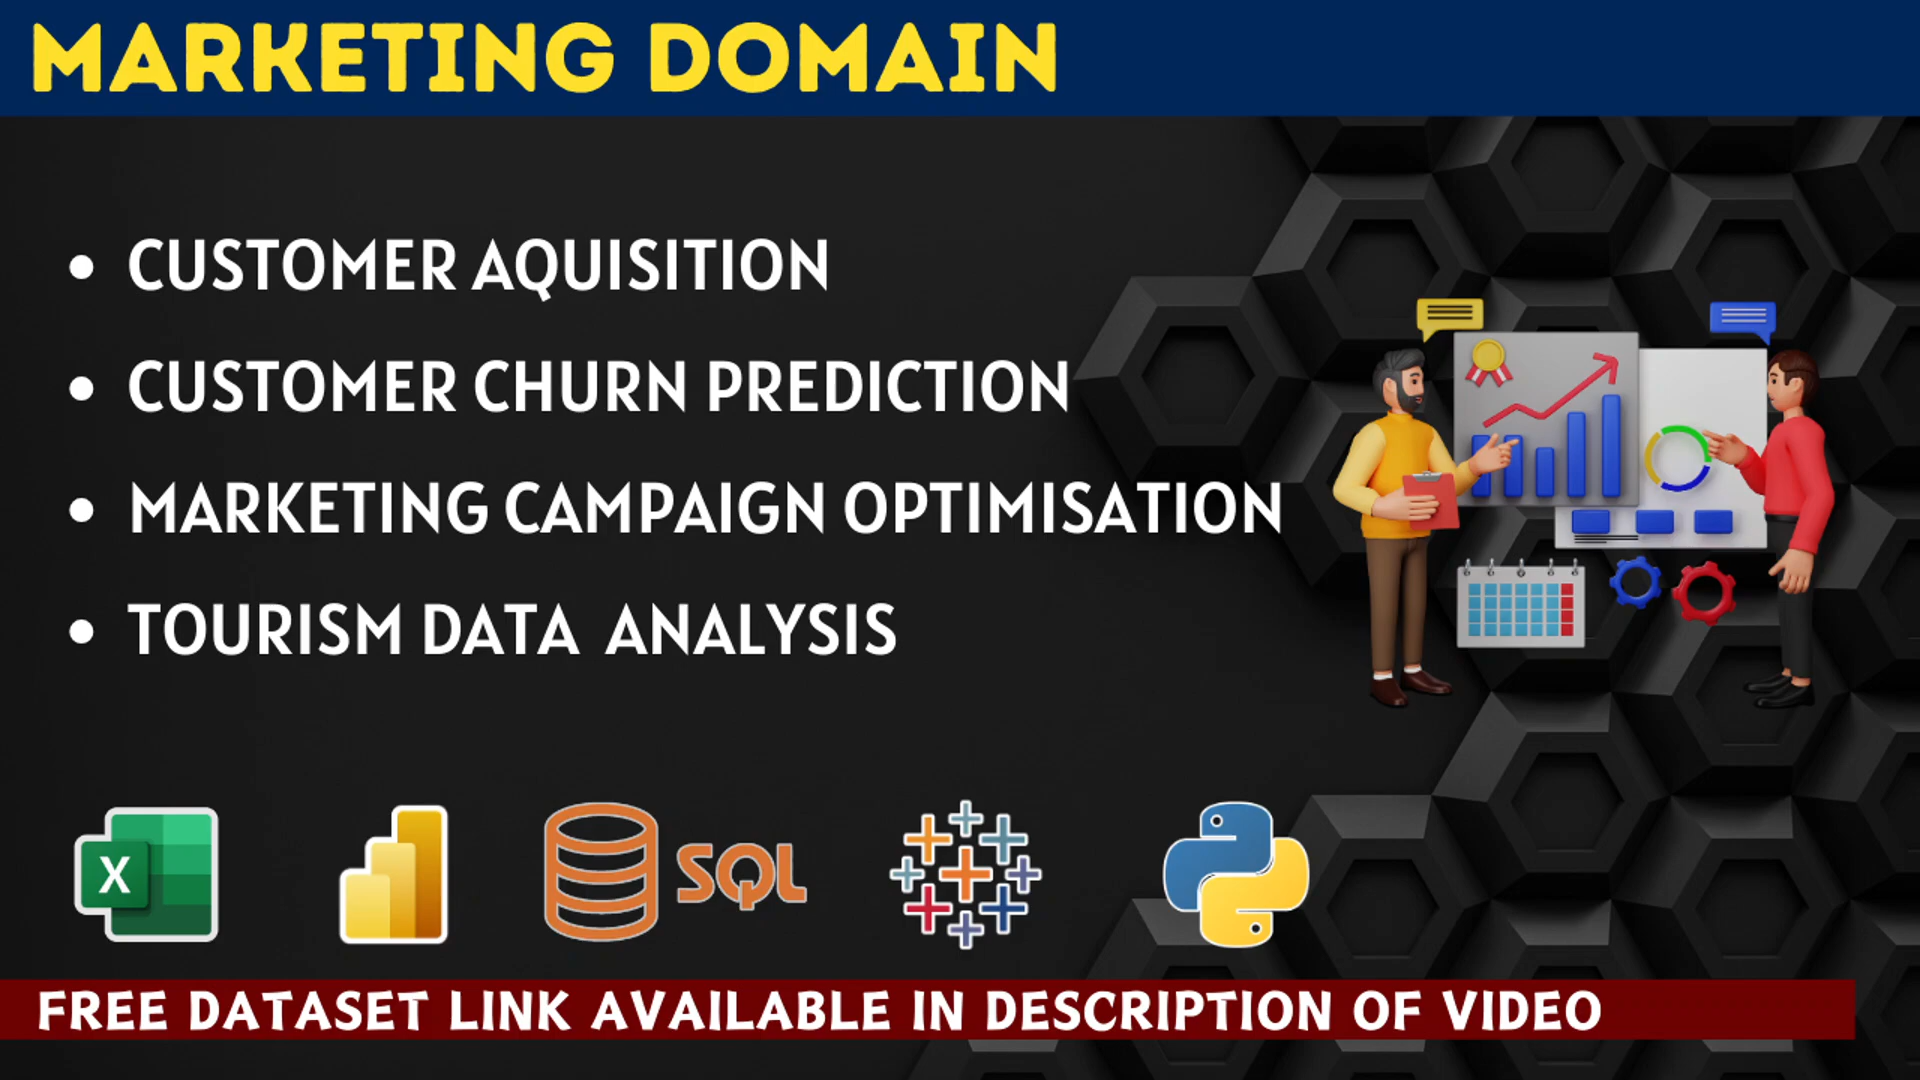 MARKETING DOMAIN
CUSTOMER AQUISITION
CUSTOMER CHURN PREDICTION
MARKETING CAMPAIGN OPTIMISATION
TOURISM DATA ANALYSIS
X
SQL
FREE DATASET LINK AVAILABLE IN DESCRIPTION OF VIDEO